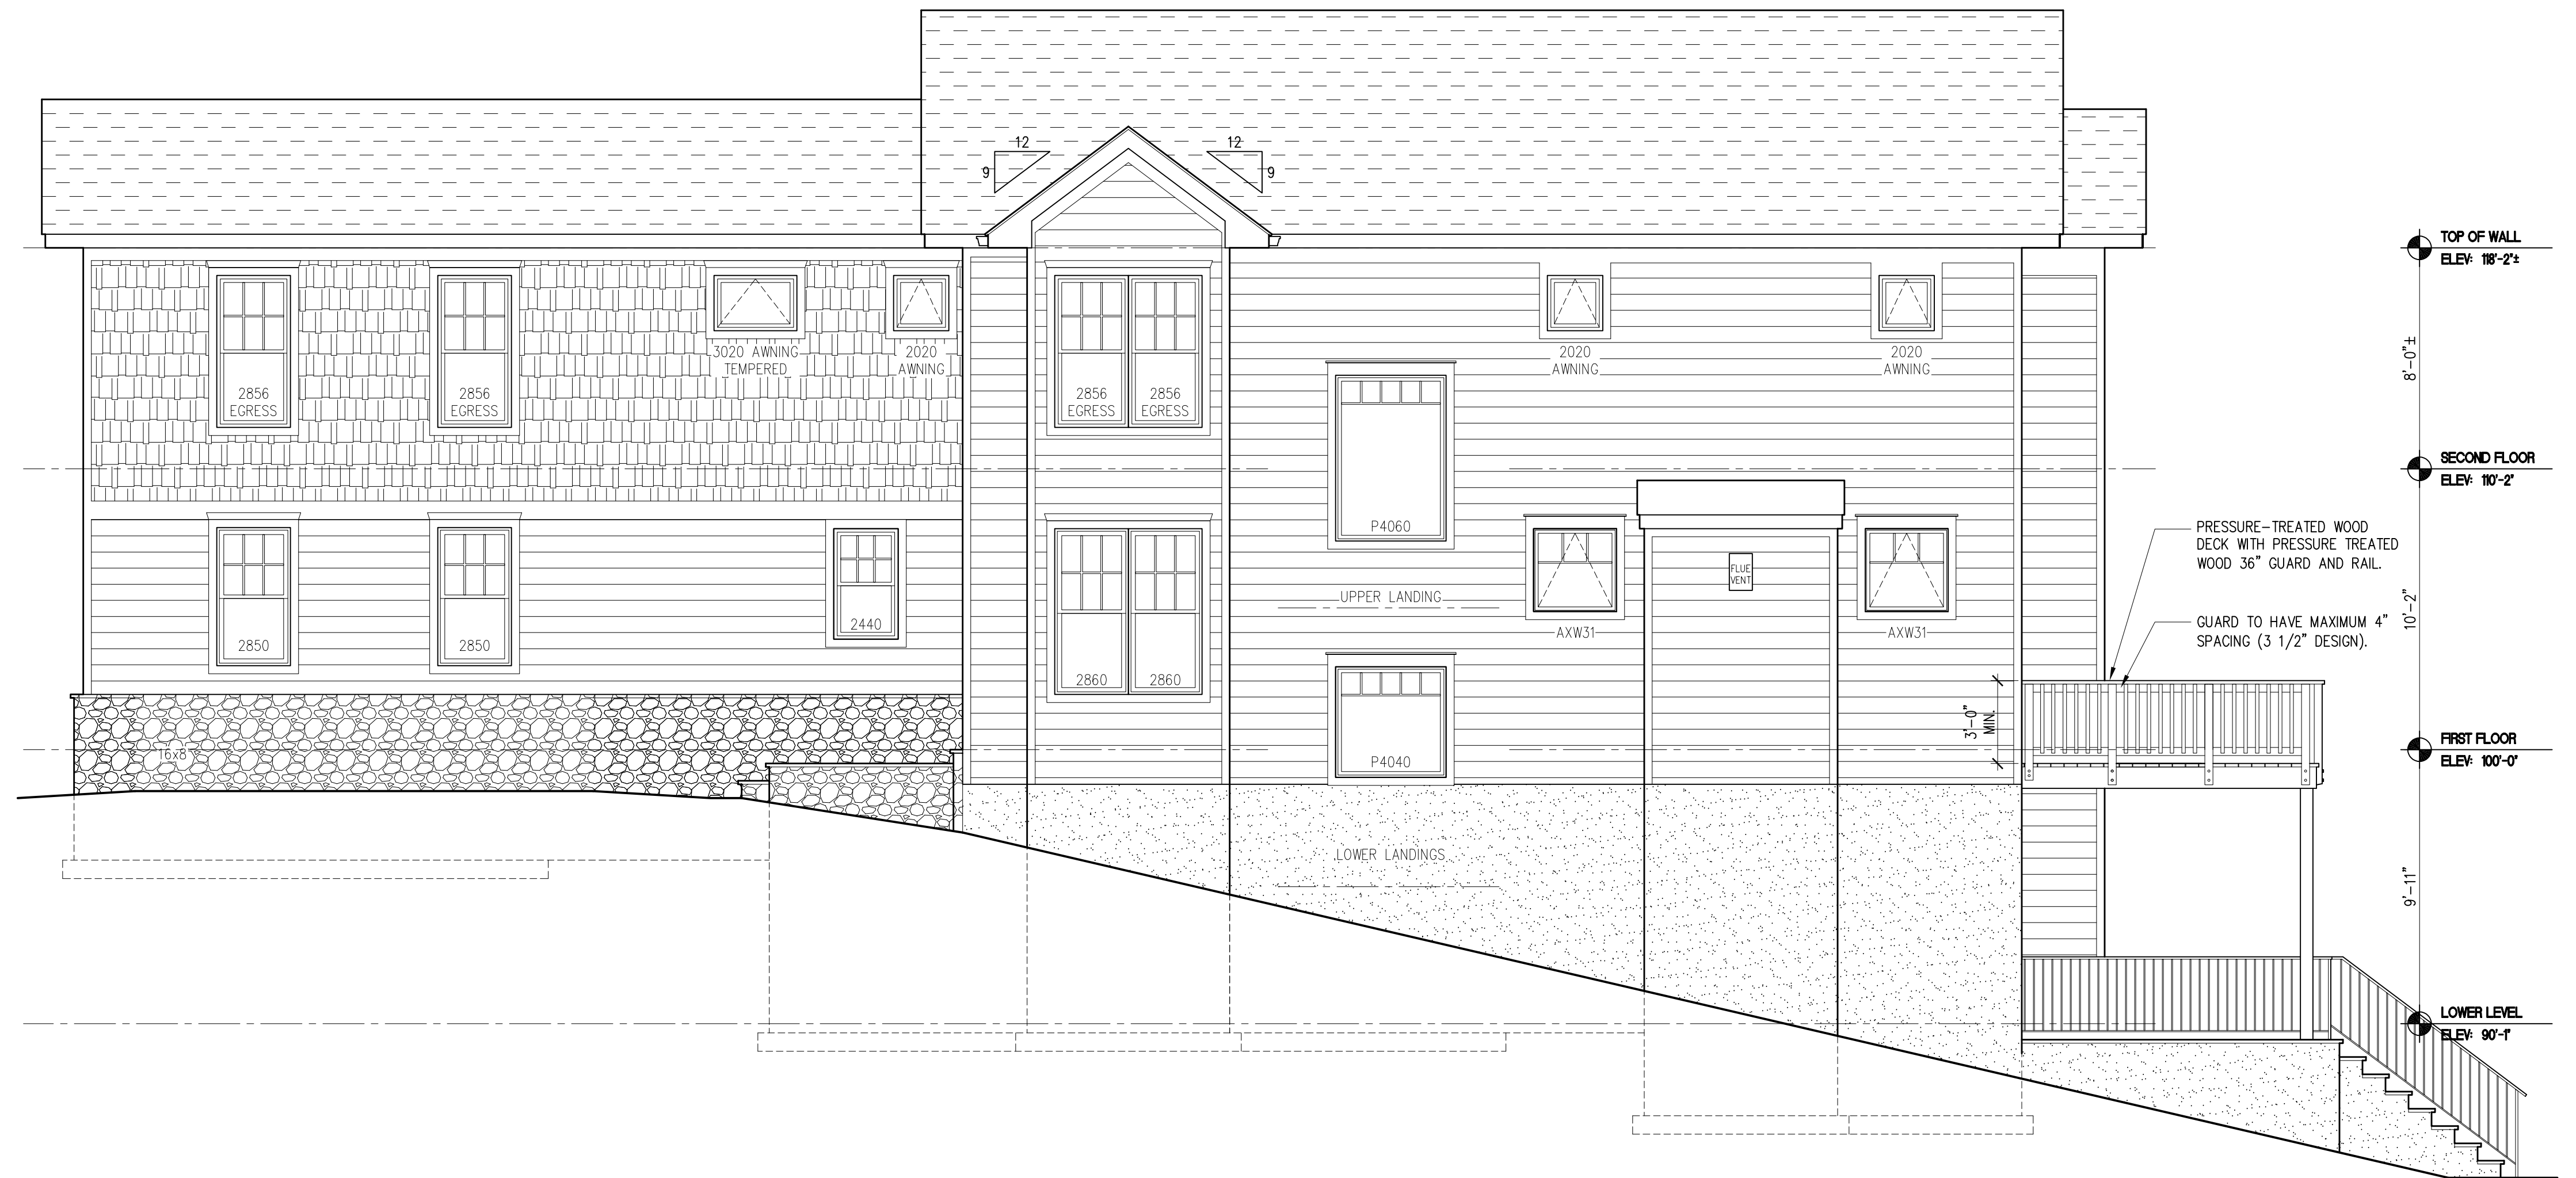 12
12
9
9
TOP OF WALL
ELEV: 118'-2"±
3020 AWNING
TEMPERED
2020
AWNING
2020
AWNING
2020
AWNING
8'-0"±
2856
EGRESS
2856
EGRESS
2856
EGRESS
2856
EGRESS
SECOND FLOOR
ELEV: 110'-2"
P4060
PRESSURE-TREATED WOOD
DECK WITH PRESSURE TREATED
WOOD 36" GUARD AND RAIL.
FLUE
VENT
UPPER LANDING
10'-2"
2850
2850
2440
AXW31
AXW31
GUARD TO HAVE MAXIMUM 4"
SPACING (3 1/2" DESIGN).
2860
2860
3'-0"
MIN.
16x8
P4040
FIRST FLOOR
ELEV: 100'-0"
LOWER LANDINGS
9'-11"
LOWER LEVEL
ELEV: 90'-1"